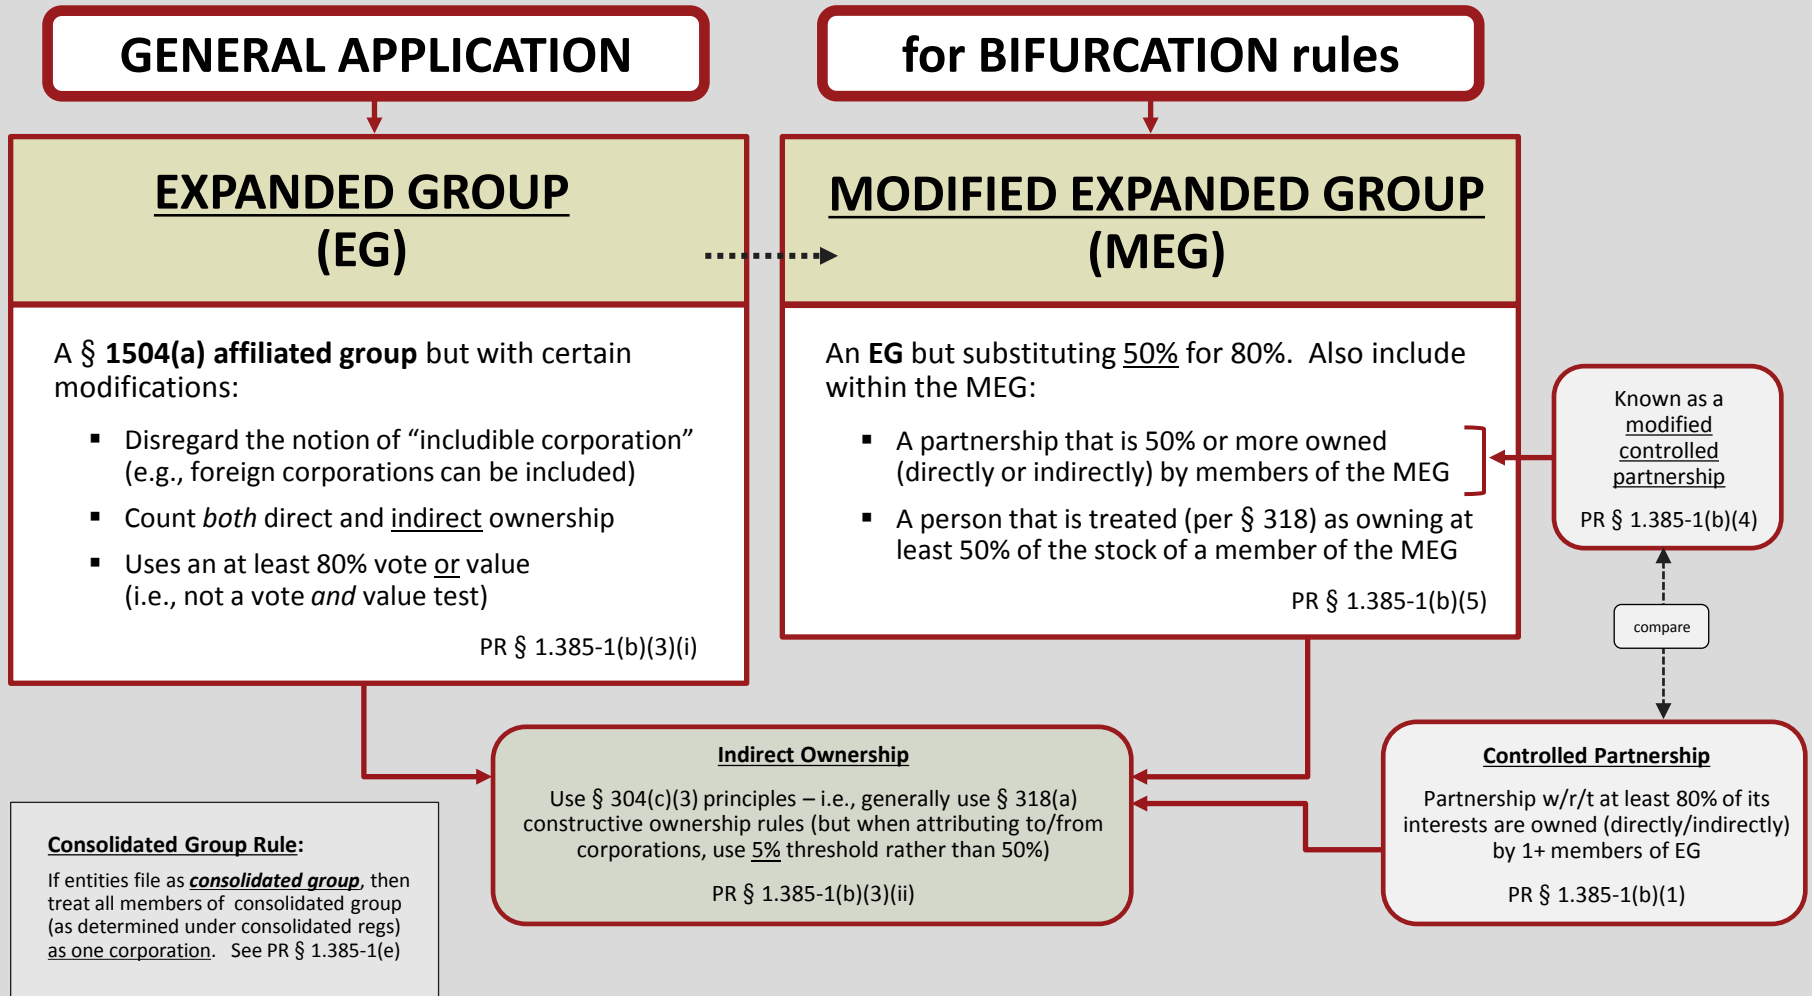 GENERAL APPLICATION
for BIFURCATION rules
EXPANDED GROUP
(EG)
MODIFIED EXPANDED GROUP
(MEG)
A § 1504(a) affiliated group but with certain
modifications:
▪ Disregard the notion of “includible corporation”
(e.g., foreign corporations can be included)
▪ Count both direct and indirect ownership
▪ Uses an at least 80% vote or value
(i.e., not a vote and value test)
PR § 1.385-1(b)(3)(i)
An EG but substituting 50% for 80%. Also include
within the MEG:
▪ A partnership that is 50% or more owned
(directly or indirectly) by members of the MEG
▪ A person that is treated (per § 318) as owning at
least 50% of the stock of a member of the MEG
PR § 1.385-1(b)(5)
Known as a
modified
controlled
partnership
PR § 1.385-1(b)(4)
compare
Indirect Ownership
Use § 304(c)(3) principles – i.e., generally use § 318(a)
constructive ownership rules (but when attributing to/from
corporations, use 5% threshold rather than 50%)
PR § 1.385-1(b)(3)(ii)
Controlled Partnership
Partnership w/r/t at least 80% of its
interests are owned (directly/indirectly)
by 1+ members of EG
PR § 1.385-1(b)(1)
Consolidated Group Rule:
If entities file as consolidated group, then
treat all members of consolidated group
(as determined under consolidated regs)
as one corporation. See PR § 1.385-1(e)